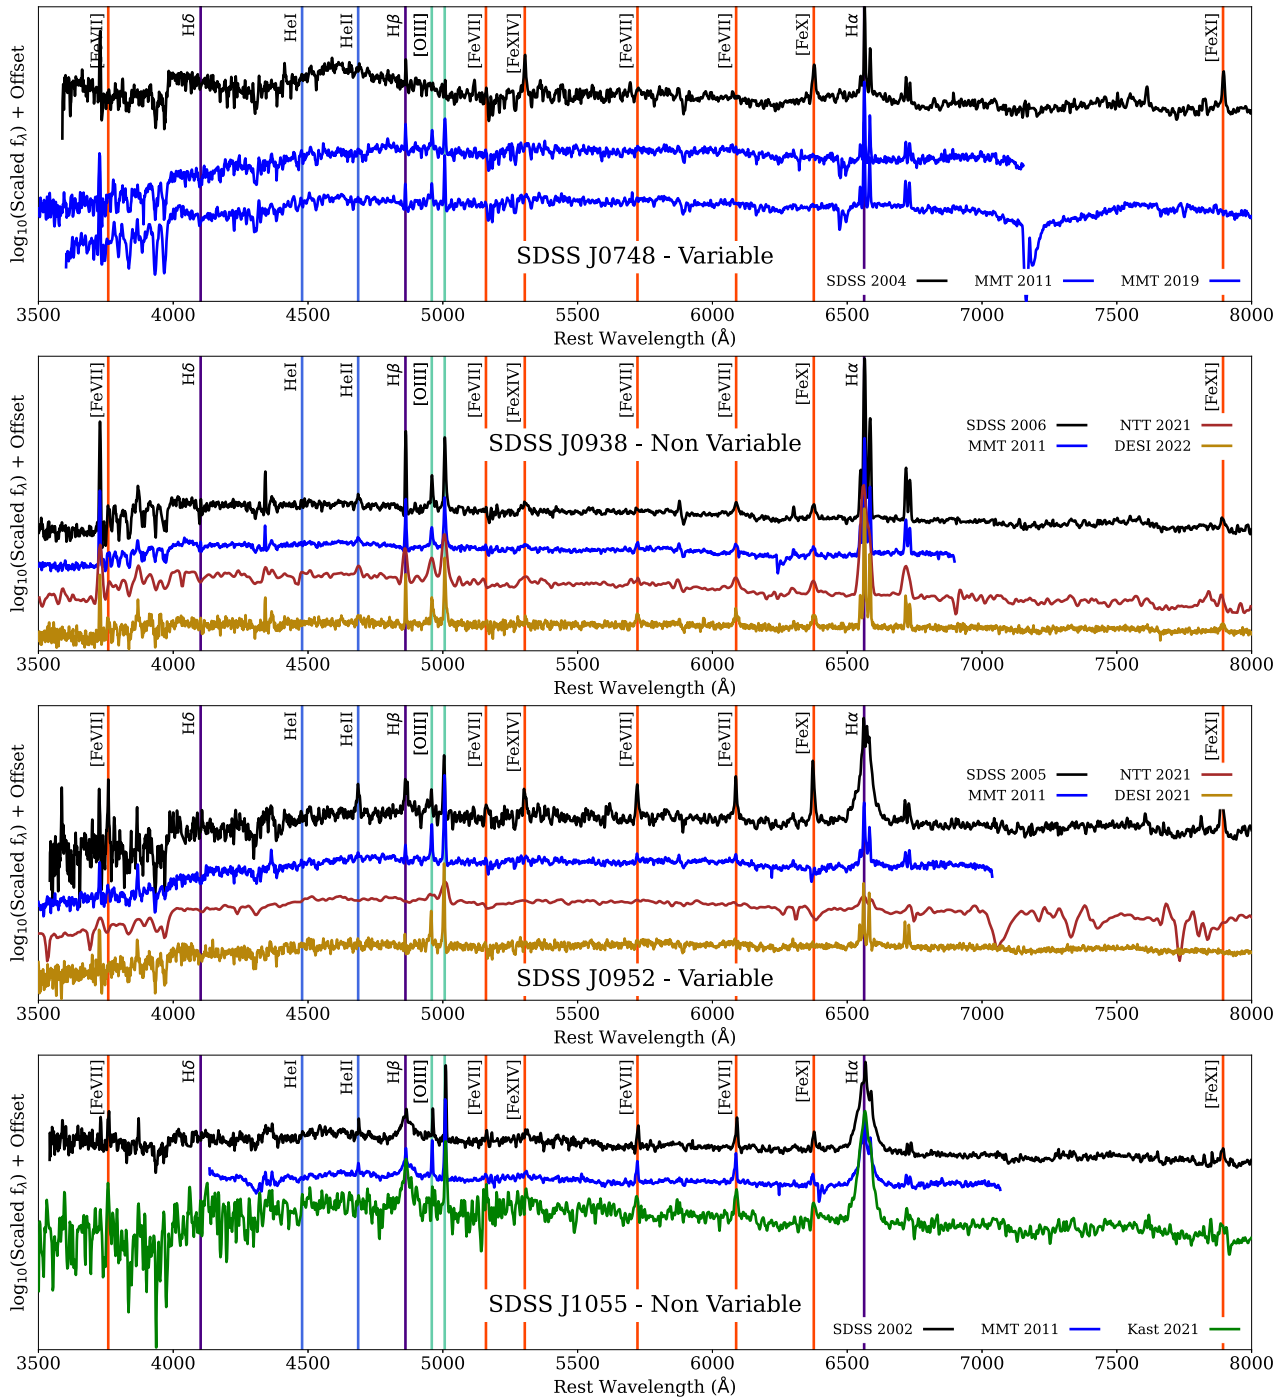 [FeVII] Hδ HeI HeII Hβ [OIII] [FeVII] [FeXIV] [FeVII] [FeVII] [FeX] Hα [FeXI]
log₁₀(Scaled f_λ) + Offset
SDSS J0748 - Variable
SDSS 2004 MMT 2011 MMT 2019
3500 4000 4500 5000 5500 6000 6500 7000 7500 8000
Rest Wavelength (Å)
[FeVII] Hδ HeI HeII Hβ [OIII] [FeVII] [FeXIV] [FeVII] [FeVII] [FeX] Hα [FeXI]
log₁₀(Scaled f_λ) + Offset
SDSS J0938 - Non Variable
SDSS 2006 NTT 2021
MMT 2011 DESI 2022
3500 4000 4500 5000 5500 6000 6500 7000 7500 8000
Rest Wavelength (Å)
[FeVII] Hδ HeI HeII Hβ [OIII] [FeVII] [FeXIV] [FeVII] [FeVII] [FeX] Hα [FeXI]
log₁₀(Scaled f_λ) + Offset
SDSS 2005 NTT 2021
MMT 2011 DESI 2021
SDSS J0952 - Variable
3500 4000 4500 5000 5500 6000 6500 7000 7500 8000
Rest Wavelength (Å)
[FeVII] Hδ HeI HeII Hβ [OIII] [FeVII] [FeXIV] [FeVII] [FeVII] [FeX] Hα [FeXI]
log₁₀(Scaled f_λ) + Offset
SDSS J1055 - Non Variable
SDSS 2002 MMT 2011 Kast 2021
3500 4000 4500 5000 5500 6000 6500 7000 7500 8000
Rest Wavelength (Å)